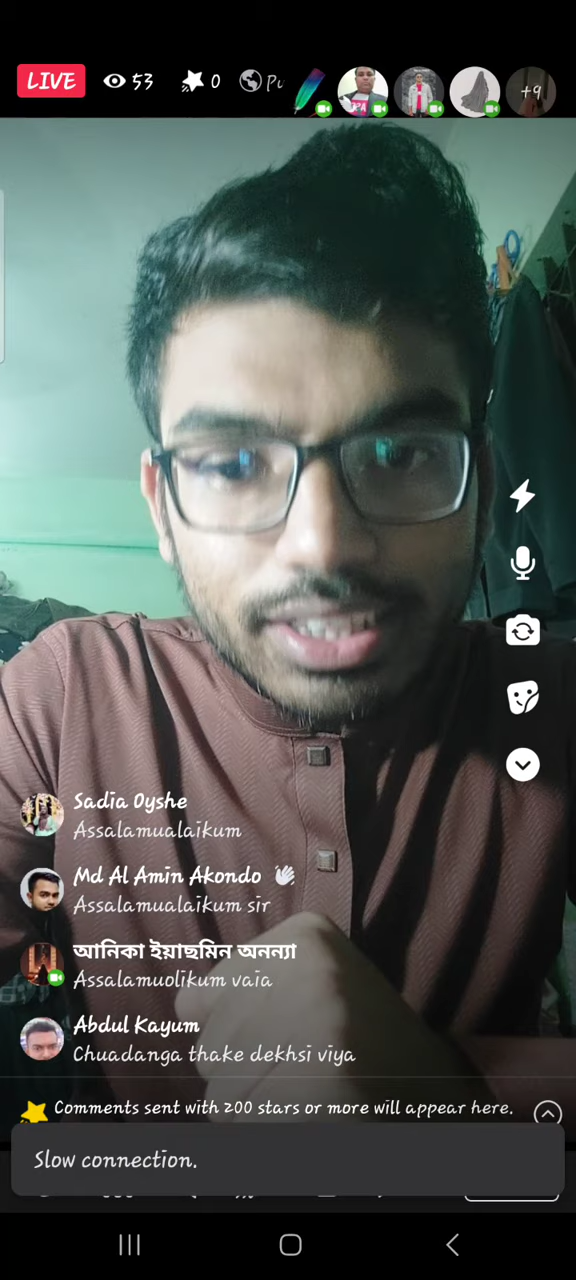 LIVE
53
0
+9
Sadia Oyshe
Assalamualaikum
Md Al Amin Akondo 👋
Assalamualaikum sir
আনিকা ইয়াছমিন অনন্যা
Assalamuolikum vaia
Abdul Kayum
Chuadanga thake dekhsi viya
Comments sent with 200 stars or more will appear here.
Slow connection.